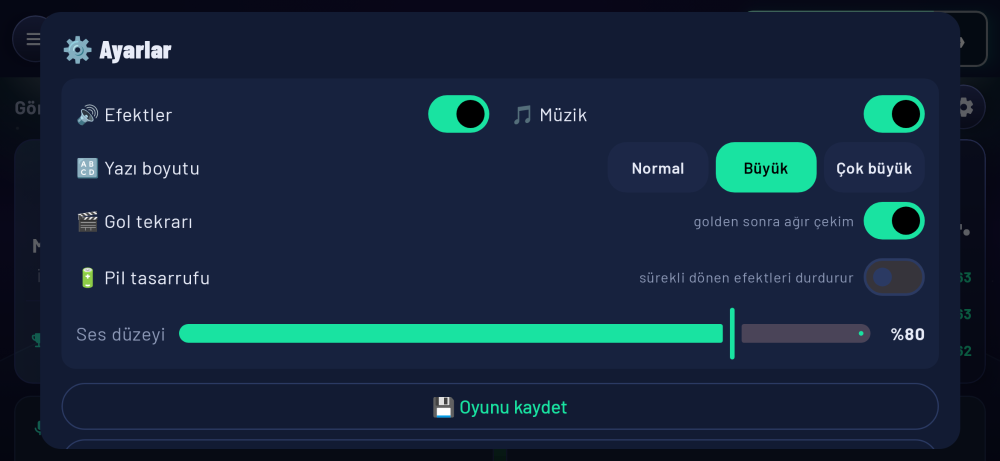 Ayarlar
Efektler
Müzik
Yazı boyutu
Normal
Büyük
Çok büyük
Gol tekrarı
golden sonra ağır çekim
Pil tasarrufu
sürekli dönen efektleri durdurur
Ses düzeyi
%80
Oyunu kaydet